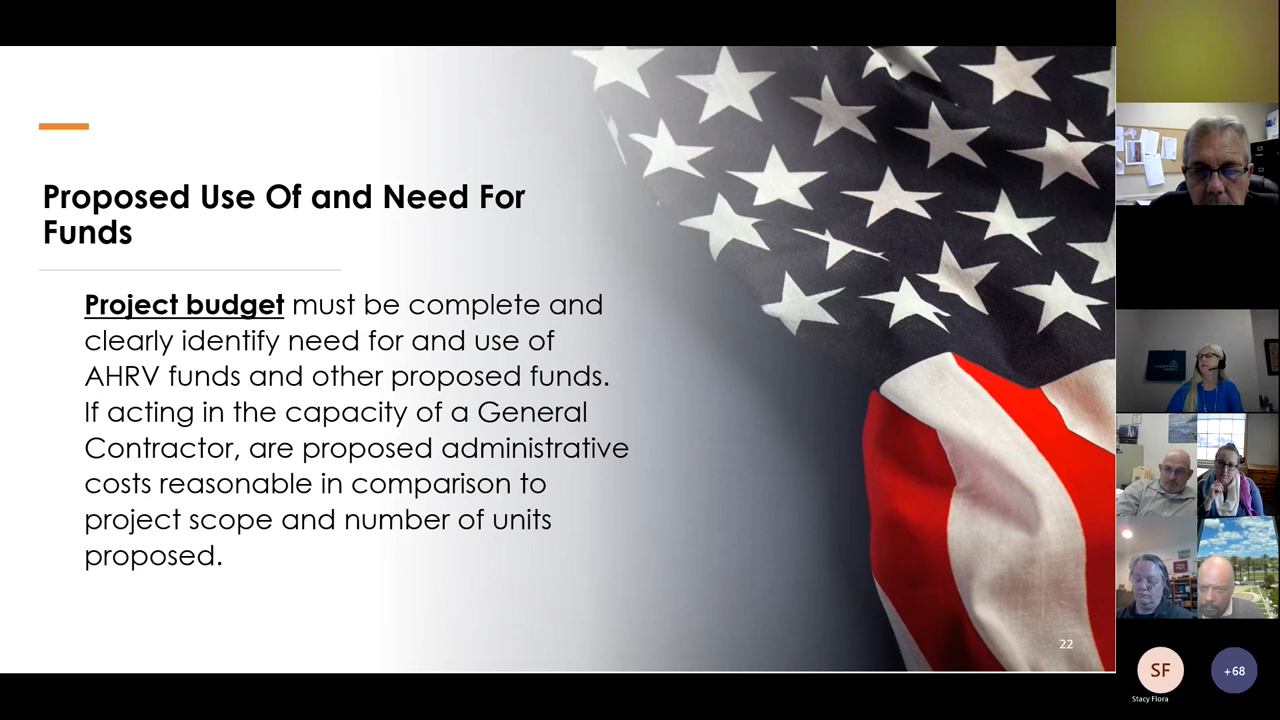 Proposed Use Of and Need For
Funds
Project budget must be complete and
clearly identify need for and use of
AHRV funds and other proposed funds.
If acting in the capacity of a General
Contractor, are proposed administrative
costs reasonable in comparison to
project scope and number of units
proposed.
22
SF
+68
Stacy Flora